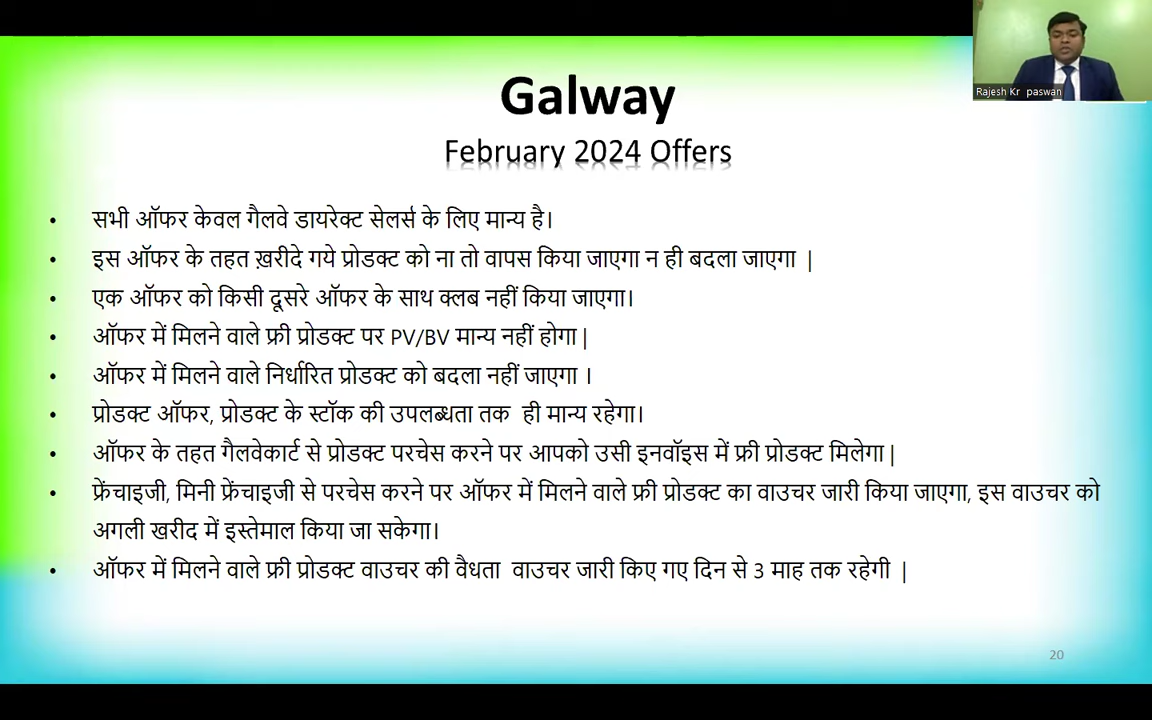 Rajesh Kr paswan
Galway
February 2024 Offers
• सभी ऑफर केवल गैलवे डायरेक्ट सेलर्स के लिए मान्य है।
• इस ऑफर के तहत ख़रीदे गये प्रोडक्ट को ना तो वापस किया जाएगा न ही बदला जाएगा |
• एक ऑफर को किसी दूसरे ऑफर के साथ क्लब नहीं किया जाएगा।
• ऑफर में मिलने वाले फ्री प्रोडक्ट पर PV/BV मान्य नहीं होगा|
• ऑफर में मिलने वाले निर्धारित प्रोडक्ट को बदला नहीं जाएगा ।
• प्रोडक्ट ऑफर, प्रोडक्ट के स्टॉक की उपलब्धता तक ही मान्य रहेगा।
• ऑफर के तहत गैलवेकार्ट से प्रोडक्ट परचेस करने पर आपको उसी इनवॉइस में फ्री प्रोडक्ट मिलेगा|
• फ्रेंचाइजी, मिनी फ्रेंचाइजी से परचेस करने पर ऑफर में मिलने वाले फ्री प्रोडक्ट का वाउचर जारी किया जाएगा, इस वाउचर को
अगली खरीद में इस्तेमाल किया जा सकेगा।
• ऑफर में मिलने वाले फ्री प्रोडक्ट वाउचर की वैधता वाउचर जारी किए गए दिन से 3 माह तक रहेगी |
20